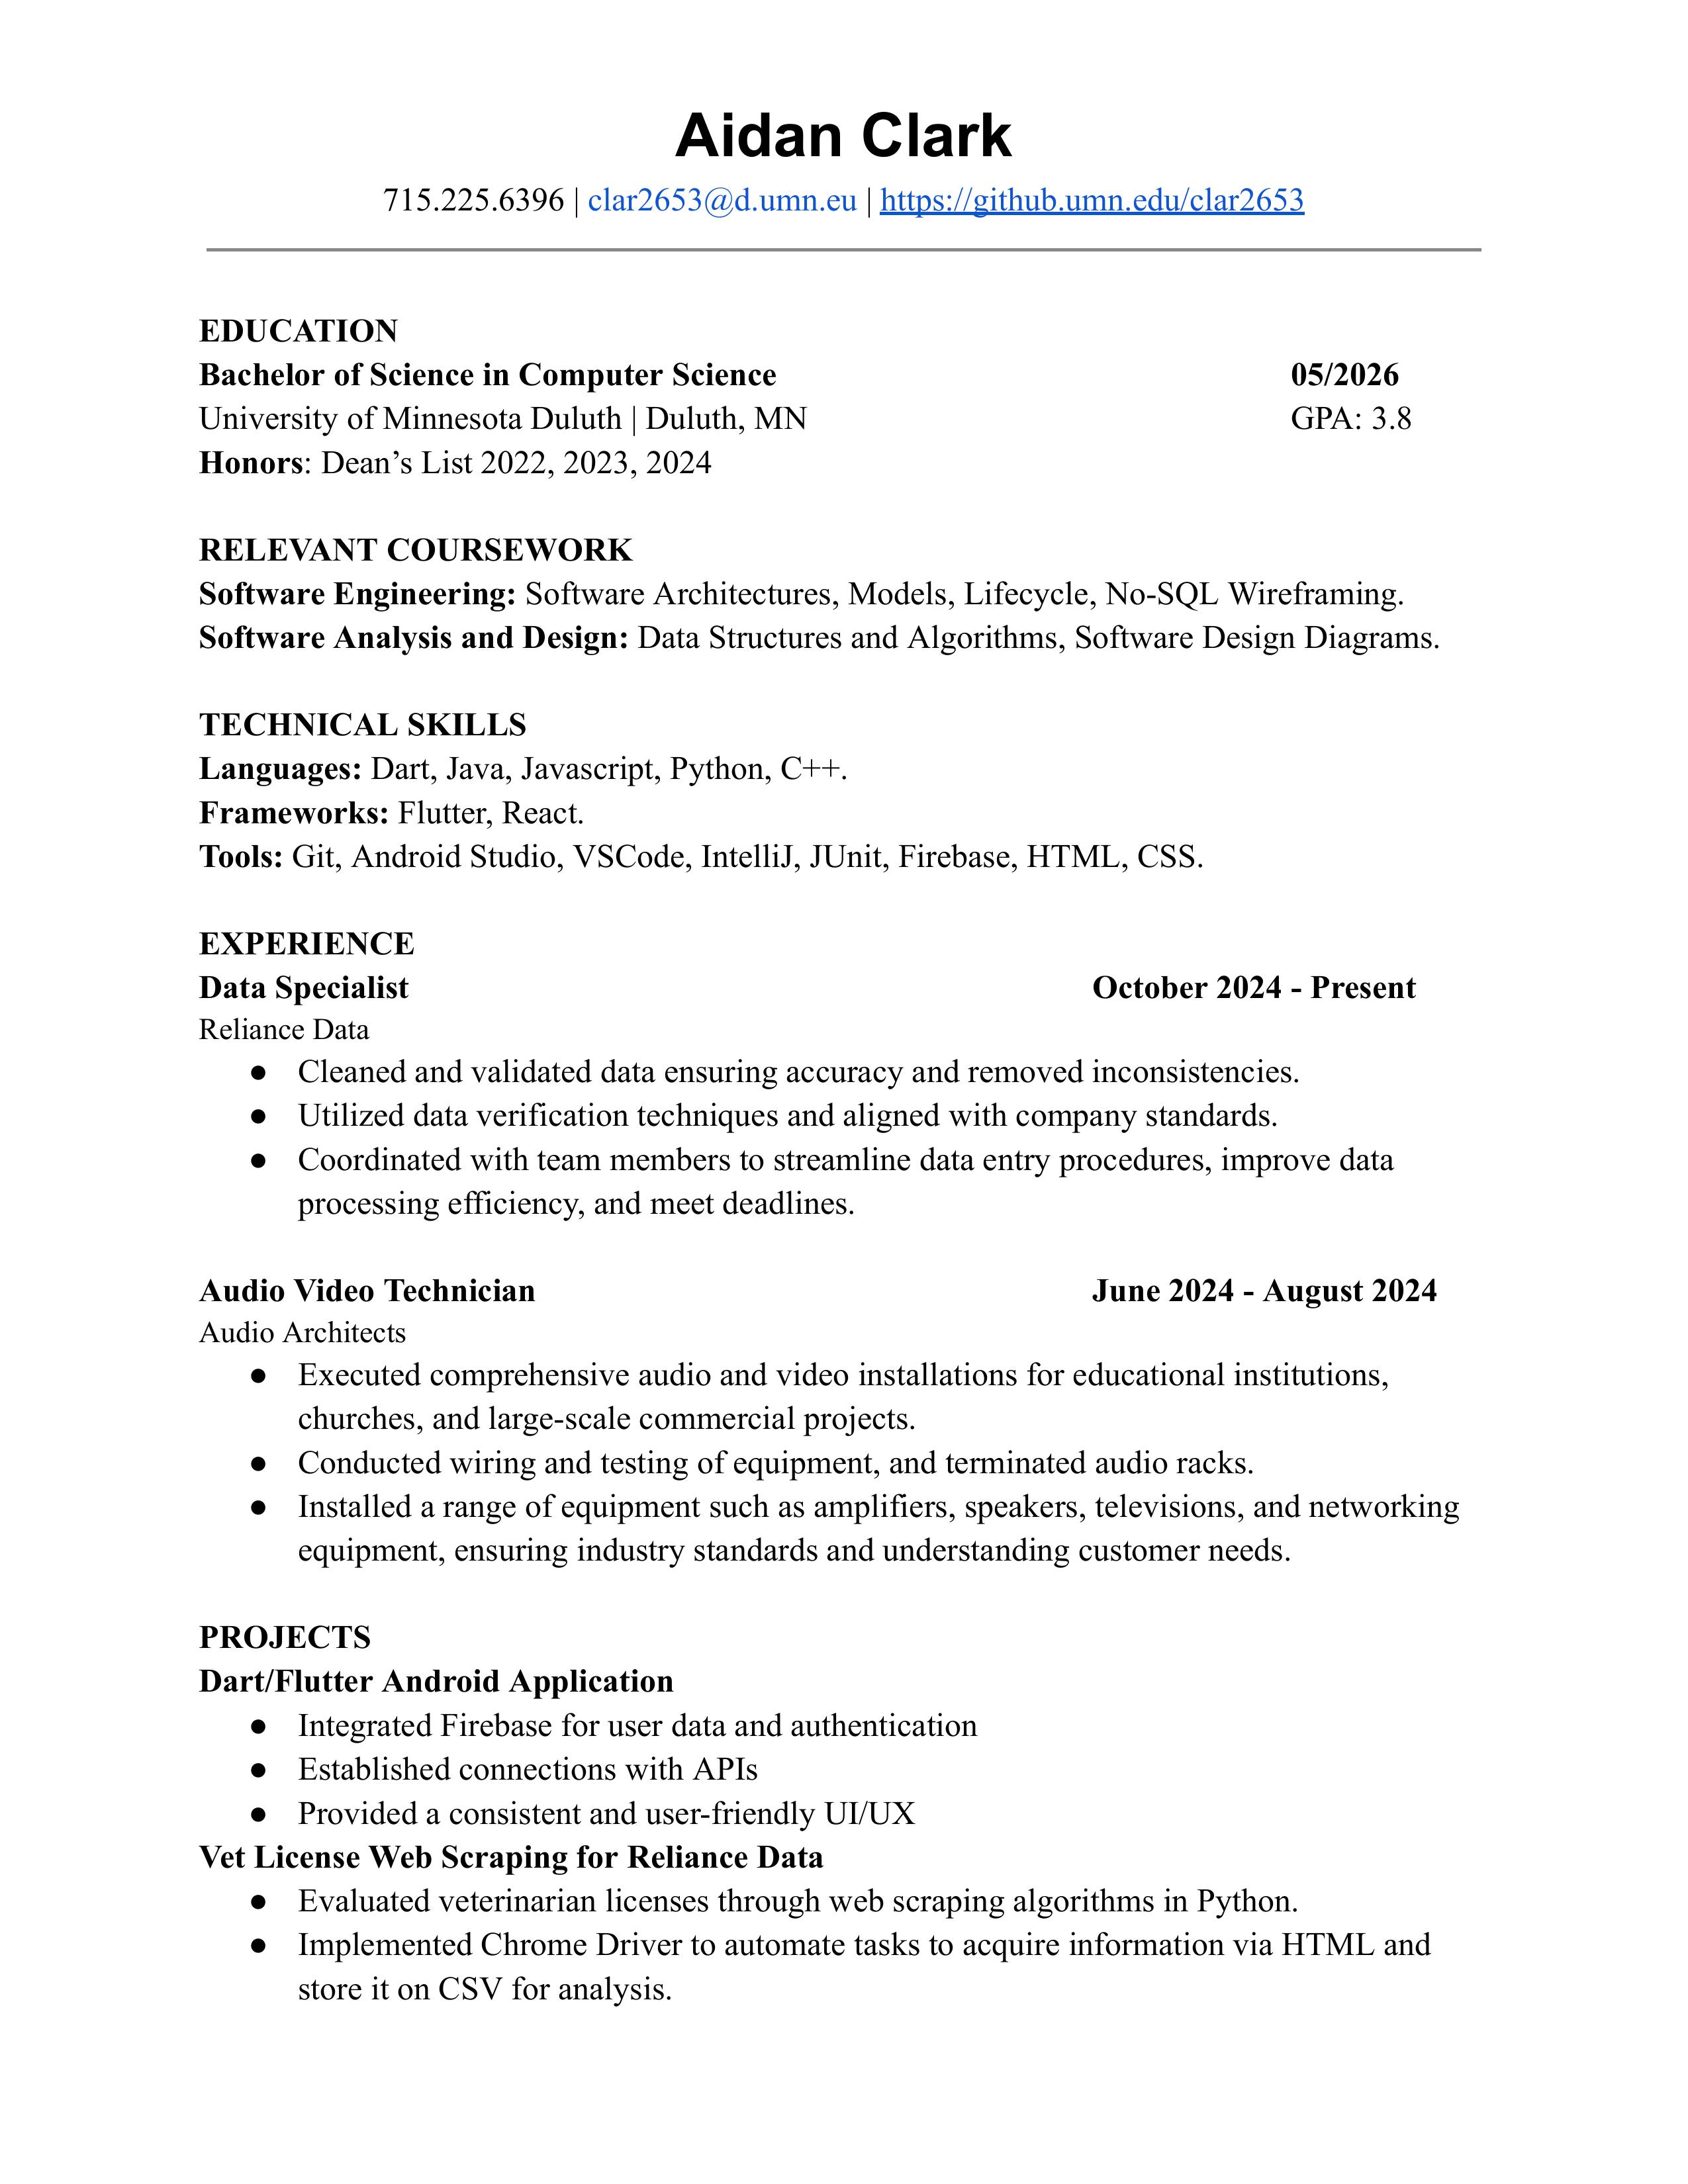 Aidan Clark
715.225.6396 | clar2653@d.umn.eu | https://github.umn.edu/clar2653
EDUCATION
Bachelor of Science in Computer Science 05/2026
University of Minnesota Duluth | Duluth, MN GPA: 3.8
Honors: Dean’s List 2022, 2023, 2024
RELEVANT COURSEWORK
Software Engineering: Software Architectures, Models, Lifecycle, No-SQL Wireframing.
Software Analysis and Design: Data Structures and Algorithms, Software Design Diagrams.
TECHNICAL SKILLS
Languages: Dart, Java, Javascript, Python, C++.
Frameworks: Flutter, React.
Tools: Git, Android Studio, VSCode, IntelliJ, JUnit, Firebase, HTML, CSS.
EXPERIENCE
Data Specialist October 2024 - Present
Reliance Data
● Cleaned and validated data ensuring accuracy and removed inconsistencies.
● Utilized data verification techniques and aligned with company standards.
● Coordinated with team members to streamline data entry procedures, improve data
processing efficiency, and meet deadlines.
Audio Video Technician June 2024 - August 2024
Audio Architects
● Executed comprehensive audio and video installations for educational institutions,
churches, and large-scale commercial projects.
● Conducted wiring and testing of equipment, and terminated audio racks.
● Installed a range of equipment such as amplifiers, speakers, televisions, and networking
equipment, ensuring industry standards and understanding customer needs.
PROJECTS
Dart/Flutter Android Application
● Integrated Firebase for user data and authentication
● Established connections with APIs
● Provided a consistent and user-friendly UI/UX
Vet License Web Scraping for Reliance Data
● Evaluated veterinarian licenses through web scraping algorithms in Python.
● Implemented Chrome Driver to automate tasks to acquire information via HTML and
store it on CSV for analysis.